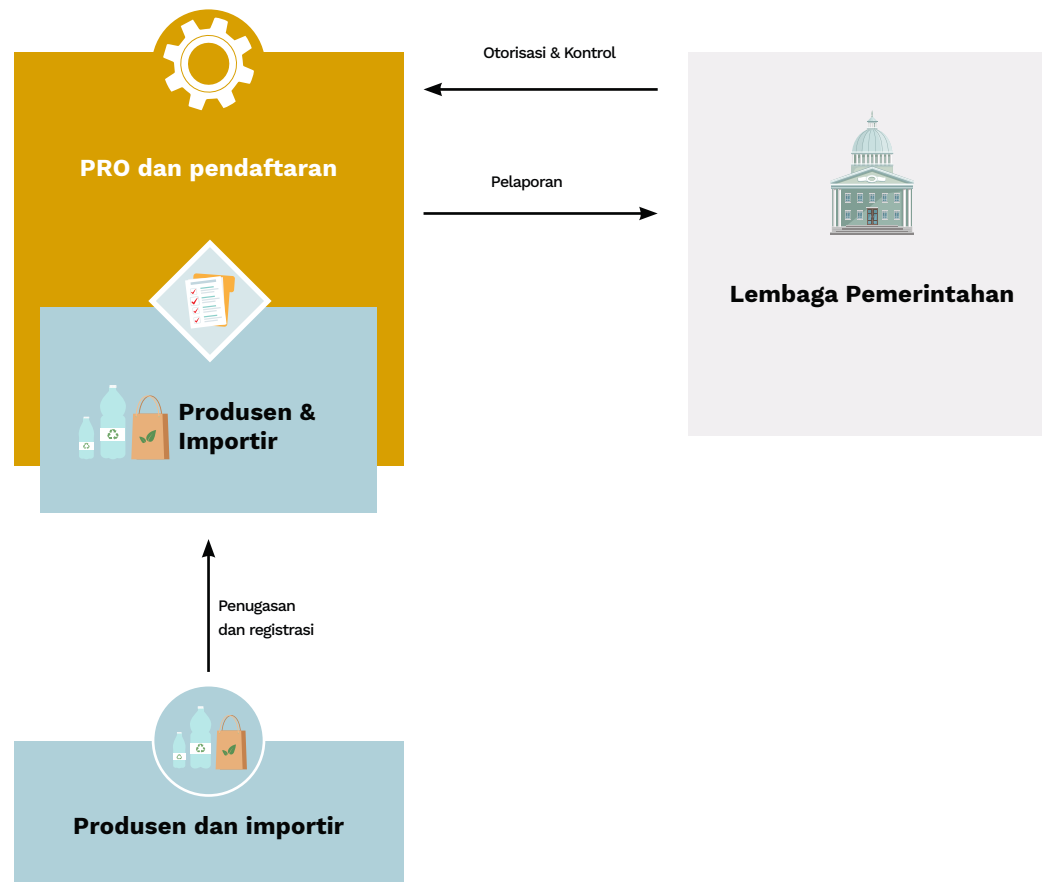 Otorisasi & Kontrol
PRO dan pendaftaran
Pelaporan
Lembaga Pemerintahan
Produsen &
Importir
Penugasan
dan registrasi
Produsen dan importir